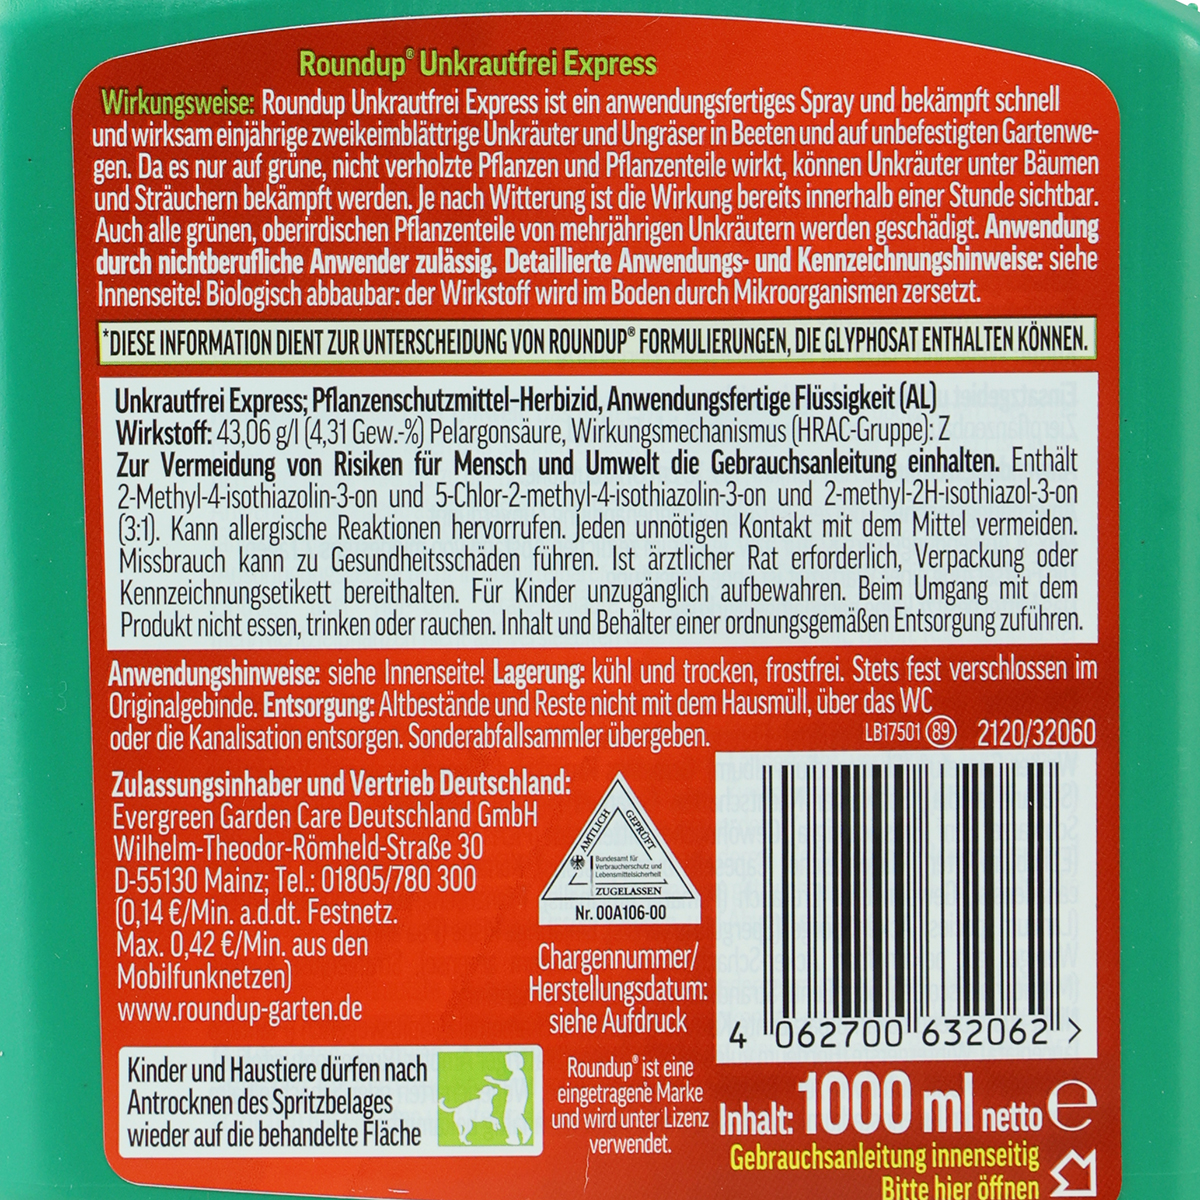 Roundup® Unkrautfrei Express
Wirkungsweise: Roundup Unkrautfrei Express ist ein anwendungsfertiges Spray und bekämpft schnell
und wirksam einjährige zweikeimblättrige Unkräuter und Ungräser in Beeten und auf unbefestigten Gartenwe-
gen. Da es nur auf grüne, nicht verholzte Pflanzen und Pflanzenteile wirkt, können Unkräuter unter Bäumen
und Sträuchern bekämpft werden. Je nach Witterung ist die Wirkung bereits innerhalb einer Stunde sichtbar.
Auch alle grünen, oberirdischen Pflanzenteile von mehrjährigen Unkräutern werden geschädigt. Anwendung
durch nichtberufliche Anwender zulässig. Detaillierte Anwendungs- und Kennzeichnungshinweise: siehe
Innenseite! Biologisch abbaubar: der Wirkstoff wird im Boden durch Mikroorganismen zersetzt.
*DIESE INFORMATION DIENT ZUR UNTERSCHEIDUNG VON ROUNDUP® FORMULIERUNGEN, DIE GLYPHOSAT ENTHALTEN KÖNNEN.
Unkrautfrei Express; Pflanzenschutzmittel-Herbizid, Anwendungsfertige Flüssigkeit (AL)
Wirkstoff: 43,06 g/l (4,31 Gew.-%) Pelargonsäure, Wirkungsmechanismus (HRAC-Gruppe): Z
Zur Vermeidung von Risiken für Mensch und Umwelt die Gebrauchsanleitung einhalten. Enthält
2-Methyl-4-isothiazolin-3-on und 5-Chlor-2-methyl-4-isothiazolin-3-on und 2-methyl-2H-isothiazol-3-on
(3:1). Kann allergische Reaktionen hervorrufen. Jeden unnötigen Kontakt mit dem Mittel vermeiden.
Missbrauch kann zu Gesundheitsschäden führen. Ist ärztlicher Rat erforderlich, Verpackung oder
Kennzeichnungsetikett bereithalten. Für Kinder unzugänglich aufbewahren. Beim Umgang mit dem
Produkt nicht essen, trinken oder rauchen. Inhalt und Behälter einer ordnungsgemäßen Entsorgung zuführen.
Anwendungshinweise: siehe Innenseite! Lagerung: kühl und trocken, frostfrei. Stets fest verschlossen im
Originalgebinde. Entsorgung: Altbestände und Reste nicht mit dem Hausmüll, über das WC
oder die Kanalisation entsorgen. Sonderabfallsammler übergeben.
LB17501 89 2120/32060
Zulassungsinhaber und Vertrieb Deutschland:
Evergreen Garden Care Deutschland GmbH
Wilhelm-Theodor-Römheld-Straße 30
D-55130 Mainz; Tel.: 01805/780 300
(0,14 €/Min. a.d.dt. Festnetz.
Max. 0,42 €/Min. aus den
Mobilfunknetzen)
www.roundup-garten.de
AMTLICH GEPRÜFT
Bundesamt für
Verbraucherschutz und
Lebensmittelsicherheit
ZUGELASSEN
Nr. 00A106-00
Chargennummer/
Herstellungsdatum:
siehe Aufdruck
4 062700 632062 >
Kinder und Haustiere dürfen nach
Antrocknen des Spritzbelages
wieder auf die behandelte Fläche
Roundup® ist eine
eingetragene Marke
und wird unter Lizenz
verwendet.
Inhalt: 1000 ml netto ℮
Gebrauchsanleitung innenseitig
Bitte hier öffnen